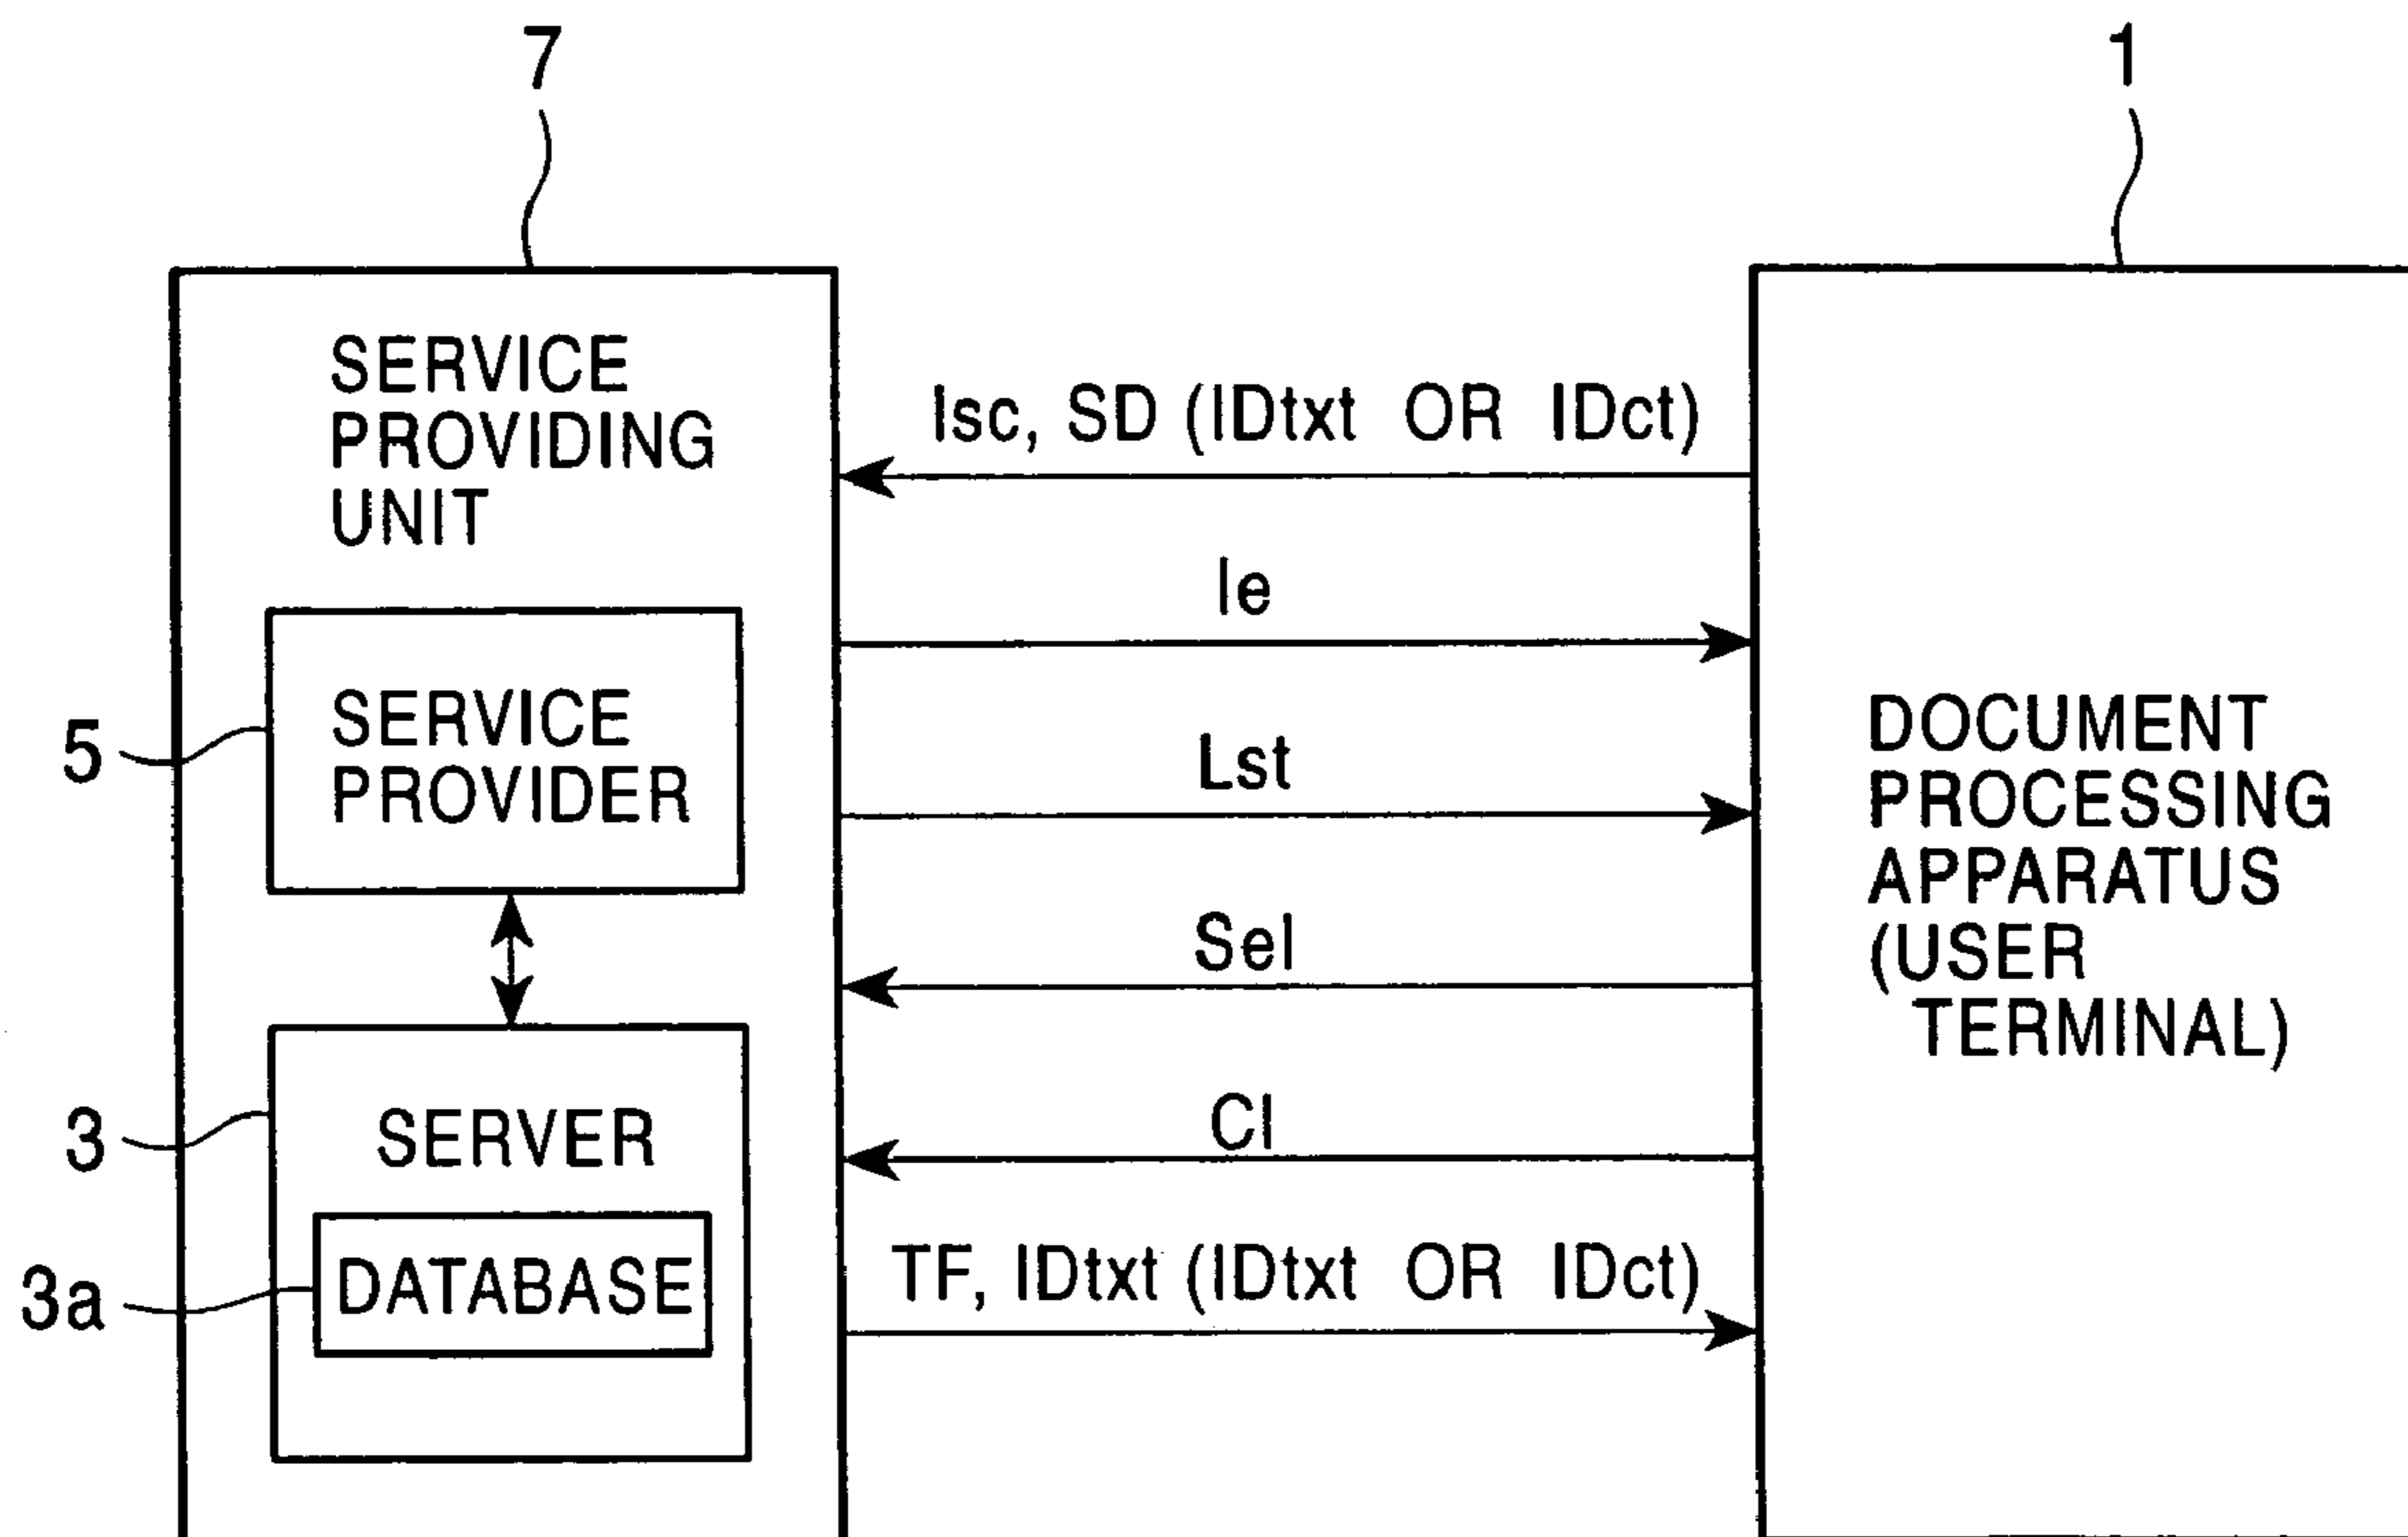 7
1
SERVICE
PROVIDING
UNIT
Isc, SD (IDtxt OR IDct)
Ie
5
SERVICE
PROVIDER
Lst
DOCUMENT
PROCESSING
APPARATUS
(USER
TERMINAL)
Sel
3
SERVER
CI
3a
DATABASE
TF, IDtxt (IDtxt OR IDct)